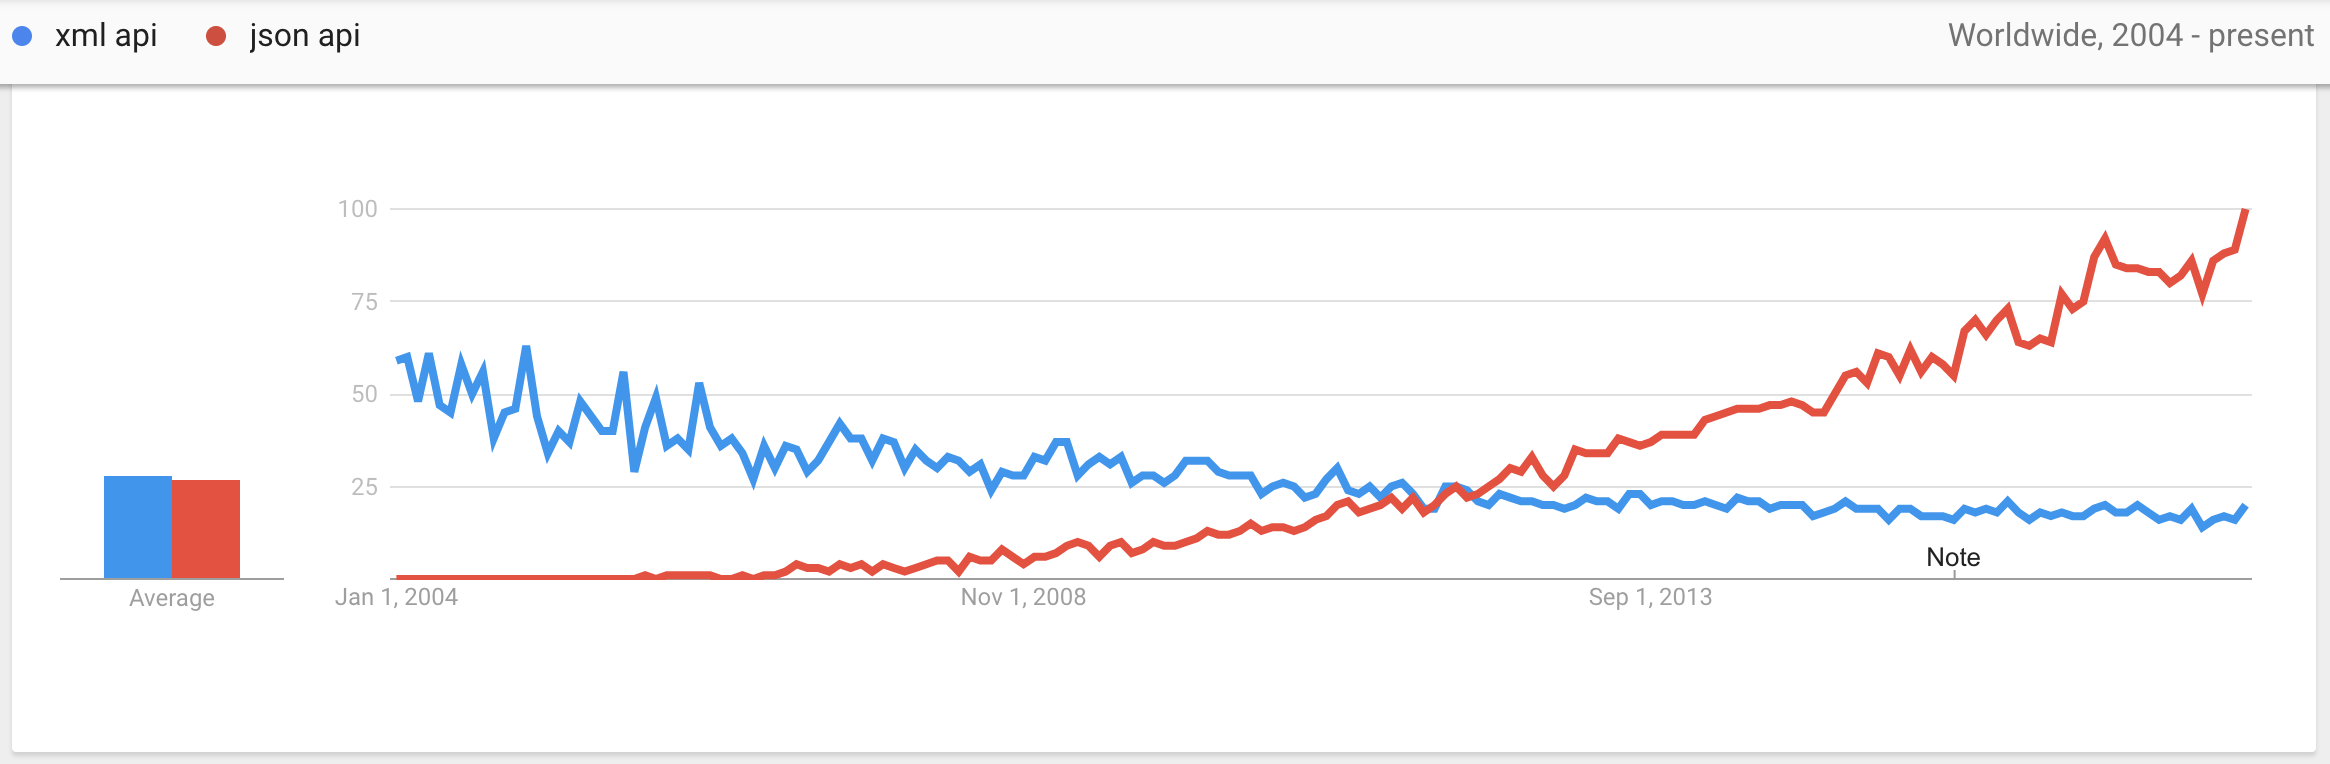 xml api json api Worldwide, 2004 - present
100
75
50
25
Note
Average
Jan 1, 2004 Nov 1, 2008 Sep 1, 2013